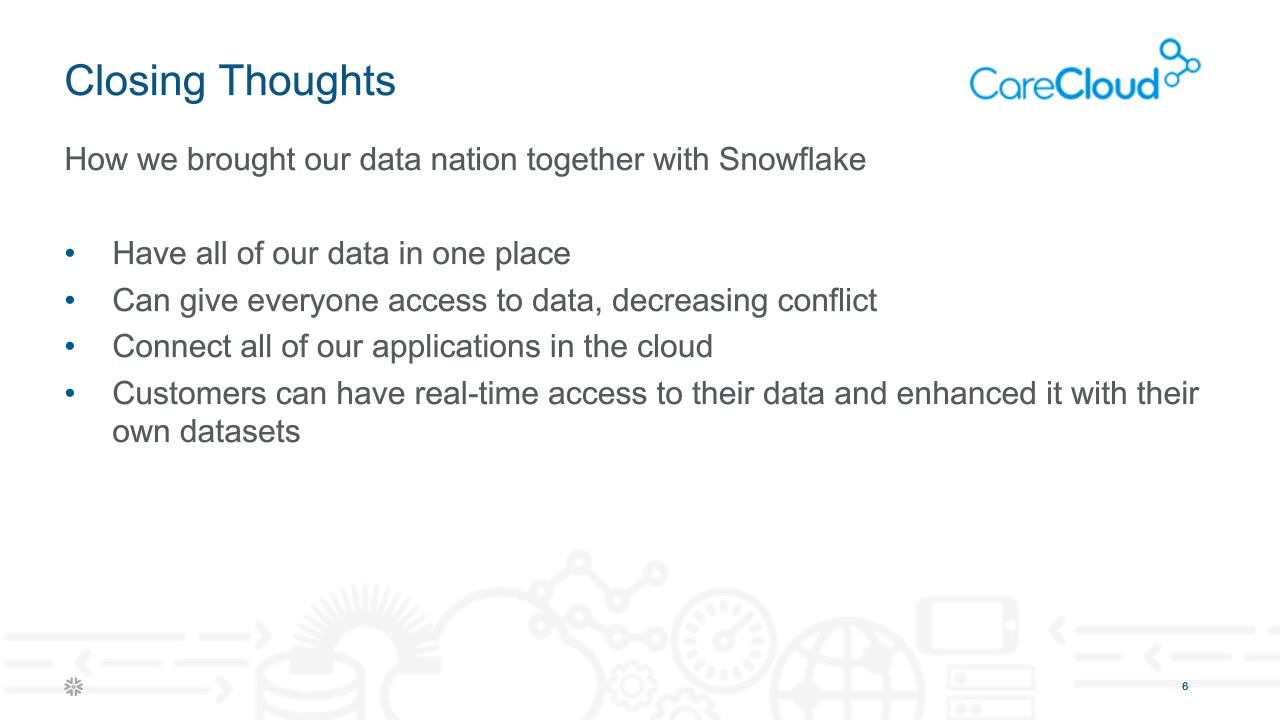 Closing Thoughts
CareCloud
How we brought our data nation together with Snowflake
• Have all of our data in one place
• Can give everyone access to data, decreasing conflict
• Connect all of our applications in the cloud
• Customers can have real-time access to their data and enhanced it with their
own datasets
6